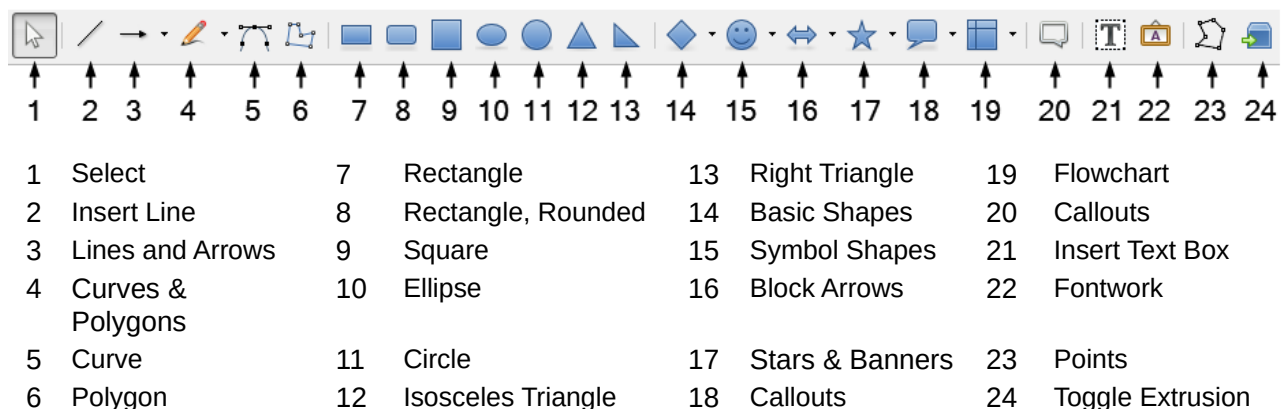 T A
1 2 3 4 5 6 7 8 9 10 11 12 13 14 15 16 17 18 19 20 21 22 23 24
1 Select 7 Rectangle 13 Right Triangle 19 Flowchart
2 Insert Line 8 Rectangle, Rounded 14 Basic Shapes 20 Callouts
3 Lines and Arrows 9 Square 15 Symbol Shapes 21 Insert Text Box
4 Curves & 10 Ellipse 16 Block Arrows 22 Fontwork
Polygons
5 Curve 11 Circle 17 Stars & Banners 23 Points
6 Polygon 12 Isosceles Triangle 18 Callouts 24 Toggle Extrusion